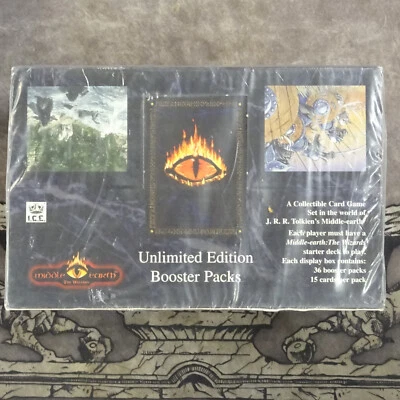 I.C.E.
A Collectible Card Game
Set in the world of
J. R. R. Tolkien's Middle-earth.
Each player must have a
Middle-earth:The Wizards
starter deck to play.
Each display box contains:
36 booster packs
15 cards per pack
Unlimited Edition
Booster Packs
middle-earth
The Wizards